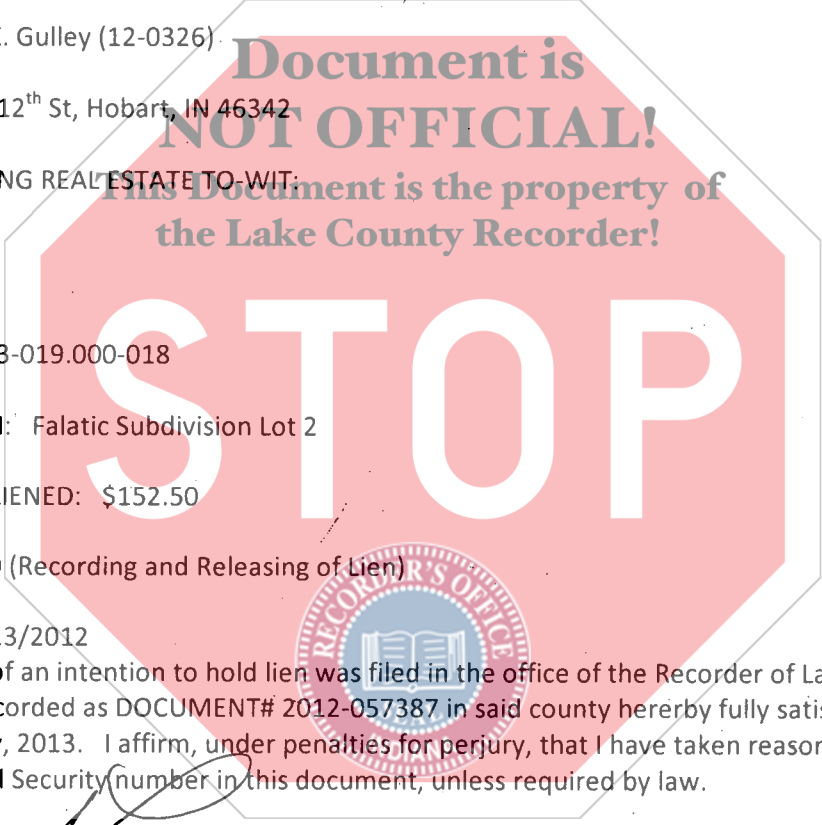 . Gulley (12-0326)
Document is
12th St, Hobart, IN 46342
NOT OFFICIAL!
NG REAL ESTATE TO-WIT:
This Document is the property of
the Lake County Recorder!
STOP
3-019.000-018
: Falatic Subdivision Lot 2
IENED: $152.50
(Recording and Releasing of Lien)
RECORDER'S OFFICE
13/2012
of an intention to hold lien was filed in the office of the Recorder of La
corded as DOCUMENT# 2012-057387 in said county hererby fully satis
, 2013. I affirm, under penalties for perjury, that I have taken reason
Security number in this document, unless required by law.